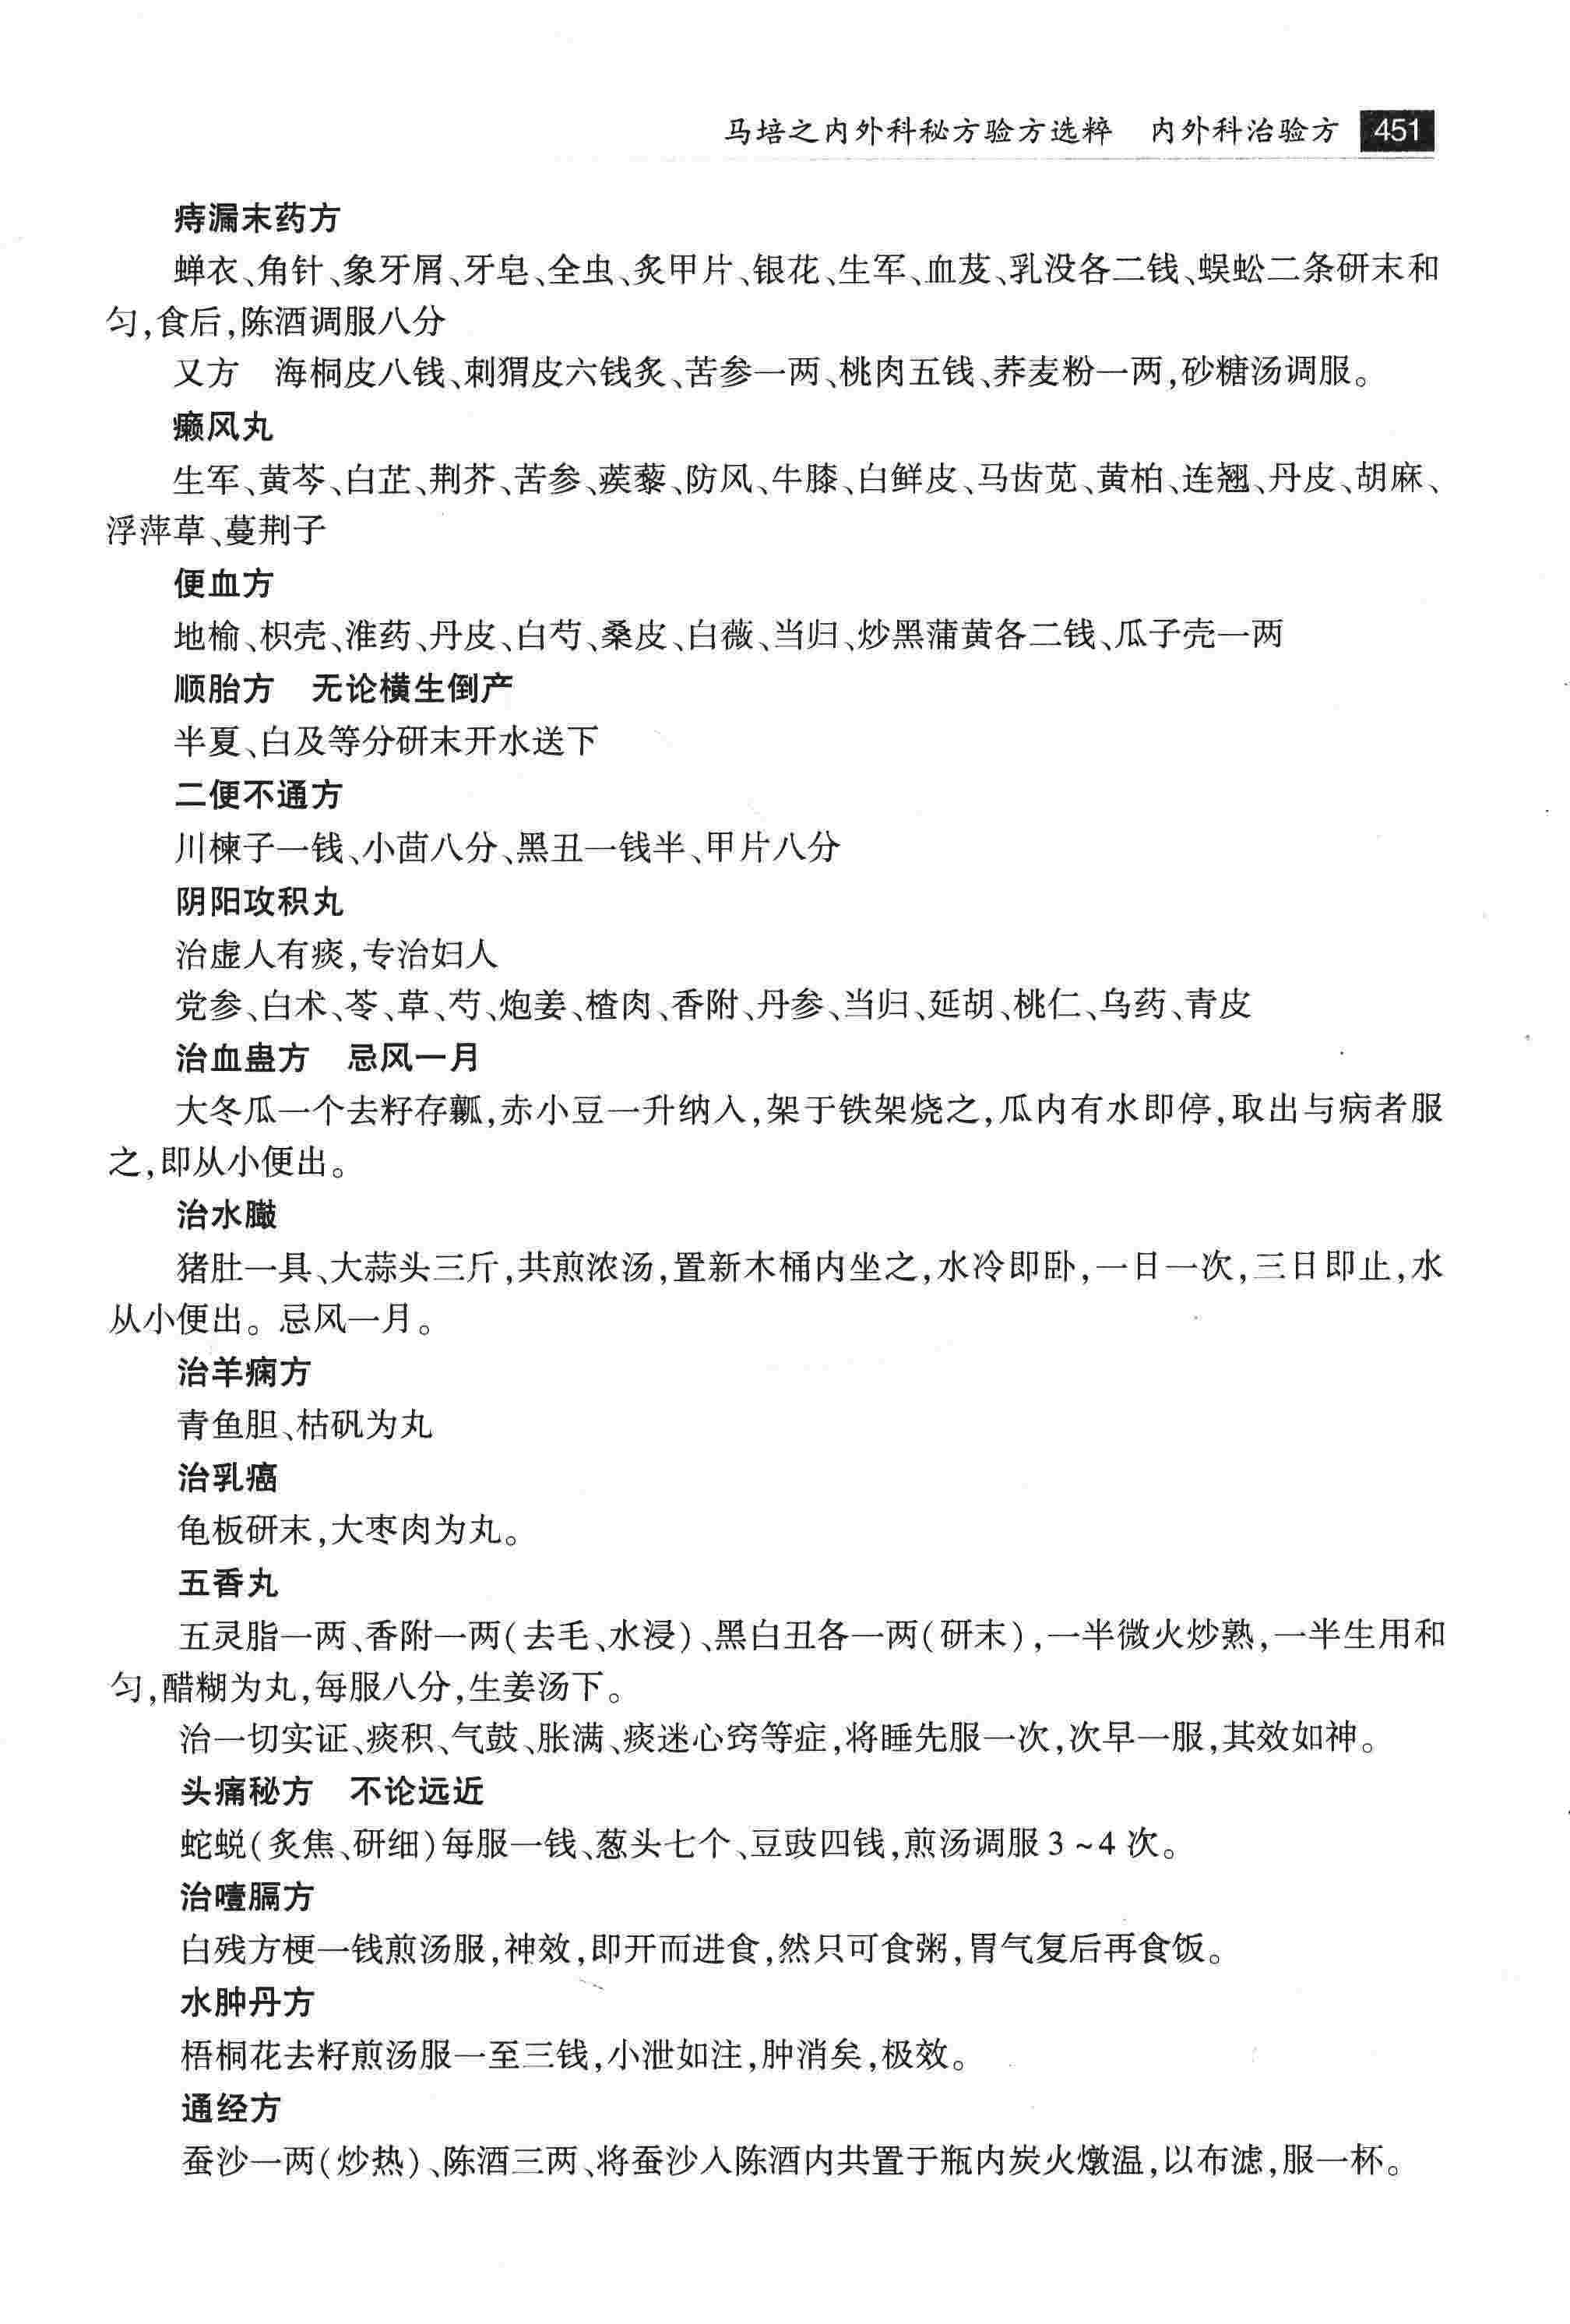 马培之内外科秘方验方选粹　内外科治验方 451
痔漏末药方
蝉衣、角针、象牙屑、牙皂、全虫、炙甲片、银花、生军、血茇、乳没各二钱、蜈蚣二条研末和
匀,食后,陈酒调服八分
又方　海桐皮八钱、刺猬皮六钱炙、苦参一两、桃肉五钱、荞麦粉一两,砂糖汤调服。
癞风丸
生军、黄芩、白芷、荆芥、苦参、蒺藜、防风、牛膝、白鲜皮、马齿苋、黄柏、连翘、丹皮、胡麻、
浮萍草、蔓荆子
便血方
地榆、枳壳、淮药、丹皮、白芍、桑皮、白薇、当归、炒黑蒲黄各二钱、瓜子壳一两
顺胎方　无论横生倒产
半夏、白及等分研末开水送下
二便不通方
川楝子一钱、小茴八分、黑丑一钱半、甲片八分
阴阳攻积丸
治虚人有痰,专治妇人
党参、白术、苓、草、芍、炮姜、楂肉、香附、丹参、当归、延胡、桃仁、乌药、青皮
治血蛊方　忌风一月
大冬瓜一个去籽存瓤,赤小豆一升纳入,架于铁架烧之,瓜内有水即停,取出与病者服
之,即从小便出。
治水臌
猪肚一具、大蒜头三斤,共煎浓汤,置新木桶内坐之,水冷即卧,一日一次,三日即止,水
从小便出。忌风一月。
治羊痫方
青鱼胆、枯矾为丸
治乳癌
龟板研末,大枣肉为丸。
五香丸
五灵脂一两、香附一两(去毛、水浸)、黑白丑各一两(研末),一半微火炒熟,一半生用和
匀,醋糊为丸,每服八分,生姜汤下。
治一切实证、痰积、气鼓、胀满、痰迷心窍等症,将睡先服一次,次早一服,其效如神。
头痛秘方　不论远近
蛇蜕(炙焦、研细)每服一钱、葱头七个、豆豉四钱,煎汤调服3~4次。
治噎膈方
白残方梗一钱煎汤服,神效,即开而进食,然只可食粥,胃气复后再食饭。
水肿丹方
梧桐花去籽煎汤服一至三钱,小泄如注,肿消矣,极效。
通经方
蚕沙一两(炒热)、陈酒三两、将蚕沙入陈酒内共置于瓶内炭火燉温,以布滤,服一杯。